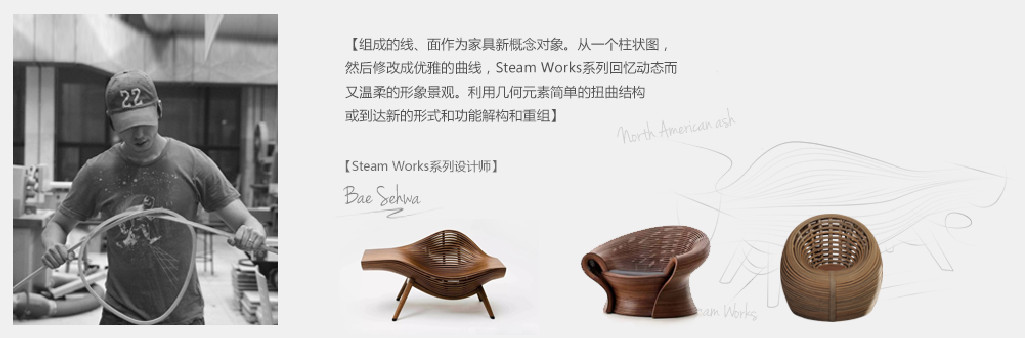 22
【组成的线、面作为家具新概念对象。从一个柱状图，
然后修改成优雅的曲线，Steam Works系列回忆动态而
又温柔的形象景观。利用几何元素简单的扭曲结构
或到达新的形式和功能解构和重组】
North American ash
【Steam Works系列设计师】
Bae Sehwa
eam Works